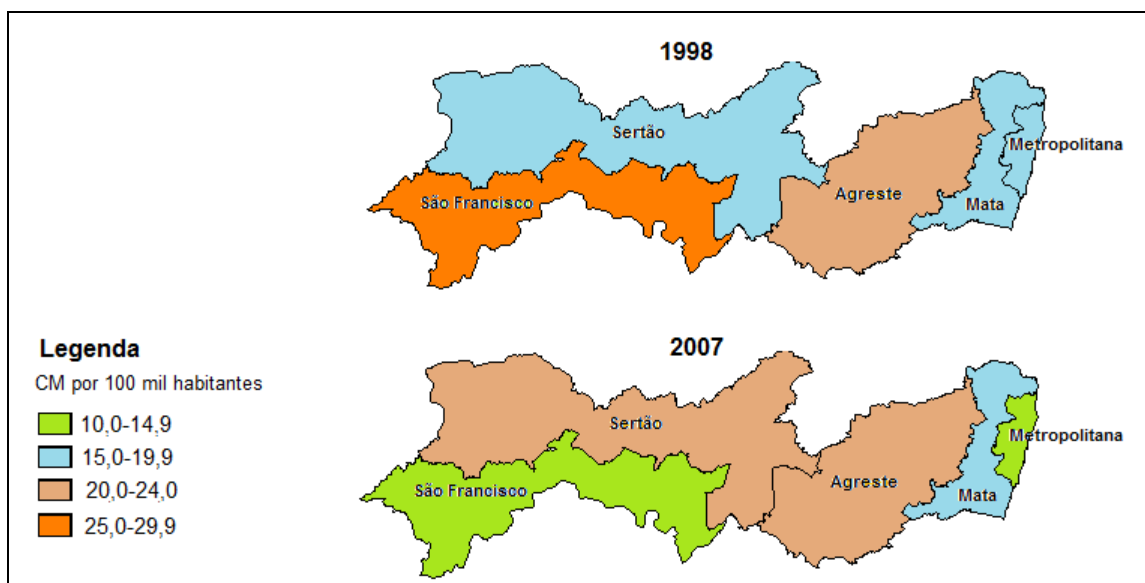 1998
Sertão
Metropolitana
São Francisco
Agreste
Mata
Legenda
CM por 100 mil habitantes
10,0-14,9
15,0-19,9
20,0-24,0
25,0-29,9
2007
Sertão
Metropolitana
São Francisco
Agreste
Mata